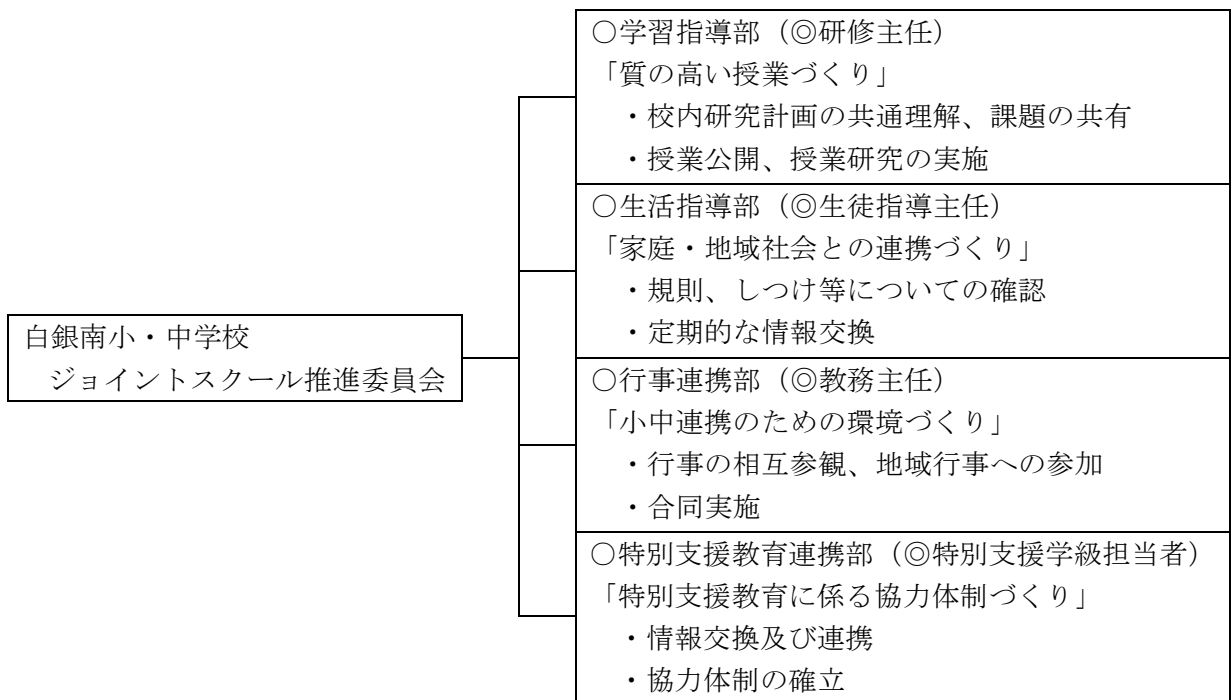 ○学習指導部（◎研修主任）
「質の高い授業づくり」
・校内研究計画の共通理解、課題の共有
・授業公開、授業研究の実施
○生活指導部（◎生徒指導主任）
「家庭・地域社会との連携づくり」
・規則、しつけ等についての確認
・定期的な情報交換
白銀南小・中学校
ジョイントスクール推進委員会
○行事連携部（◎教務主任）
「小中連携のための環境づくり」
・行事の相互参観、地域行事への参加
・合同実施
○特別支援教育連携部（◎特別支援学級担当者）
「特別支援教育に係る協力体制づくり」
・情報交換及び連携
・協力体制の確立